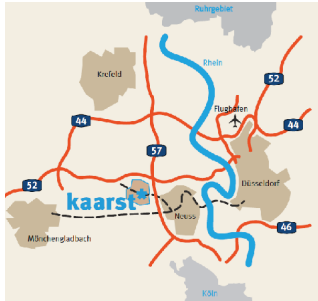 Ruhrgebiet
Rhein
Krefeld
52
Flughafen
44
44
57
52
kaarst
Düsseldorf
Neuss
46
Mönchengladbach
Köln